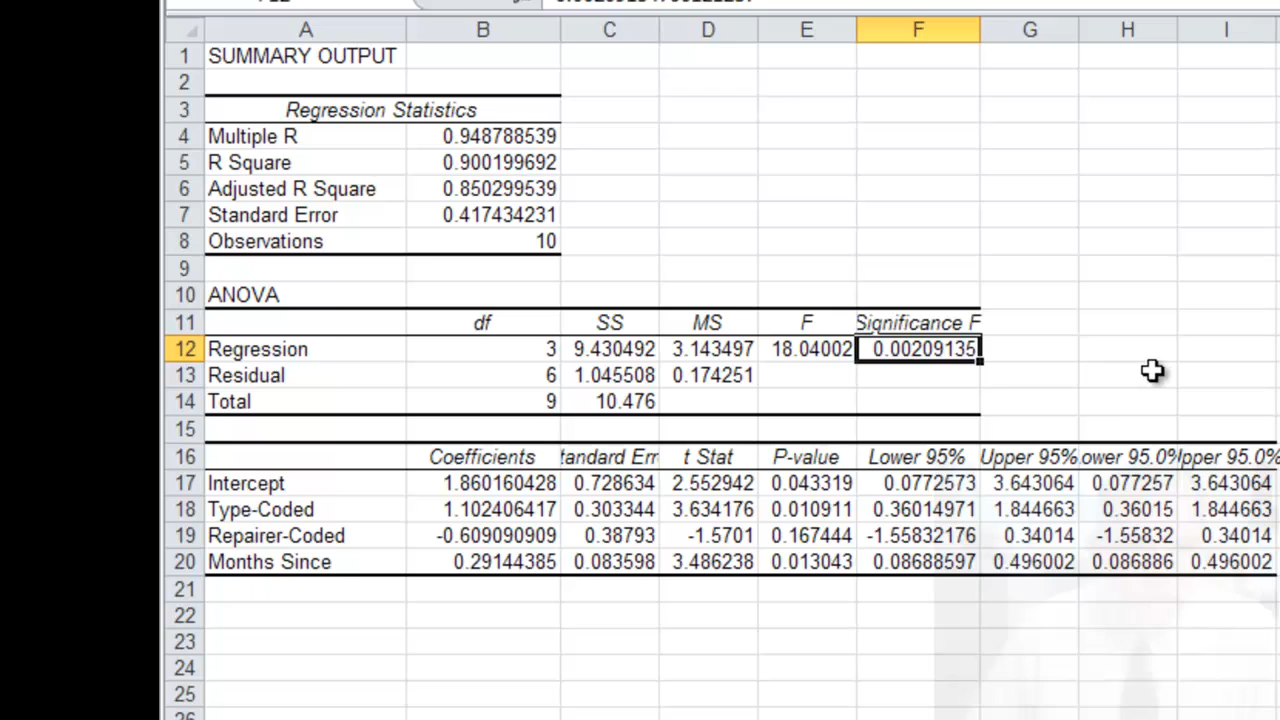 A B C D E F G H I
1 SUMMARY OUTPUT
2
3 Regression Statistics
4 Multiple R 0.948788539
5 R Square 0.900199692
6 Adjusted R Square 0.850299539
7 Standard Error 0.417434231
8 Observations 10
9
10 ANOVA
11 df SS MS F Significance F
12 Regression 3 9.430492 3.143497 18.04002 0.00209135
13 Residual 6 1.045508 0.174251
14 Total 9 10.476
15
16 Coefficients tandard Err t Stat P-value Lower 95% Upper 95% ower 95.0% pper 95.0%
17 Intercept 1.860160428 0.728634 2.552942 0.043319 0.0772573 3.643064 0.077257 3.643064
18 Type-Coded 1.102406417 0.303344 3.634176 0.010911 0.36014971 1.844663 0.36015 1.844663
19 Repairer-Coded -0.609090909 0.38793 -1.5701 0.167444 -1.55832176 0.34014 -1.55832 0.34014
20 Months Since 0.29144385 0.083598 3.486238 0.013043 0.08688597 0.496002 0.086886 0.496002
21
22
23
24
25
26